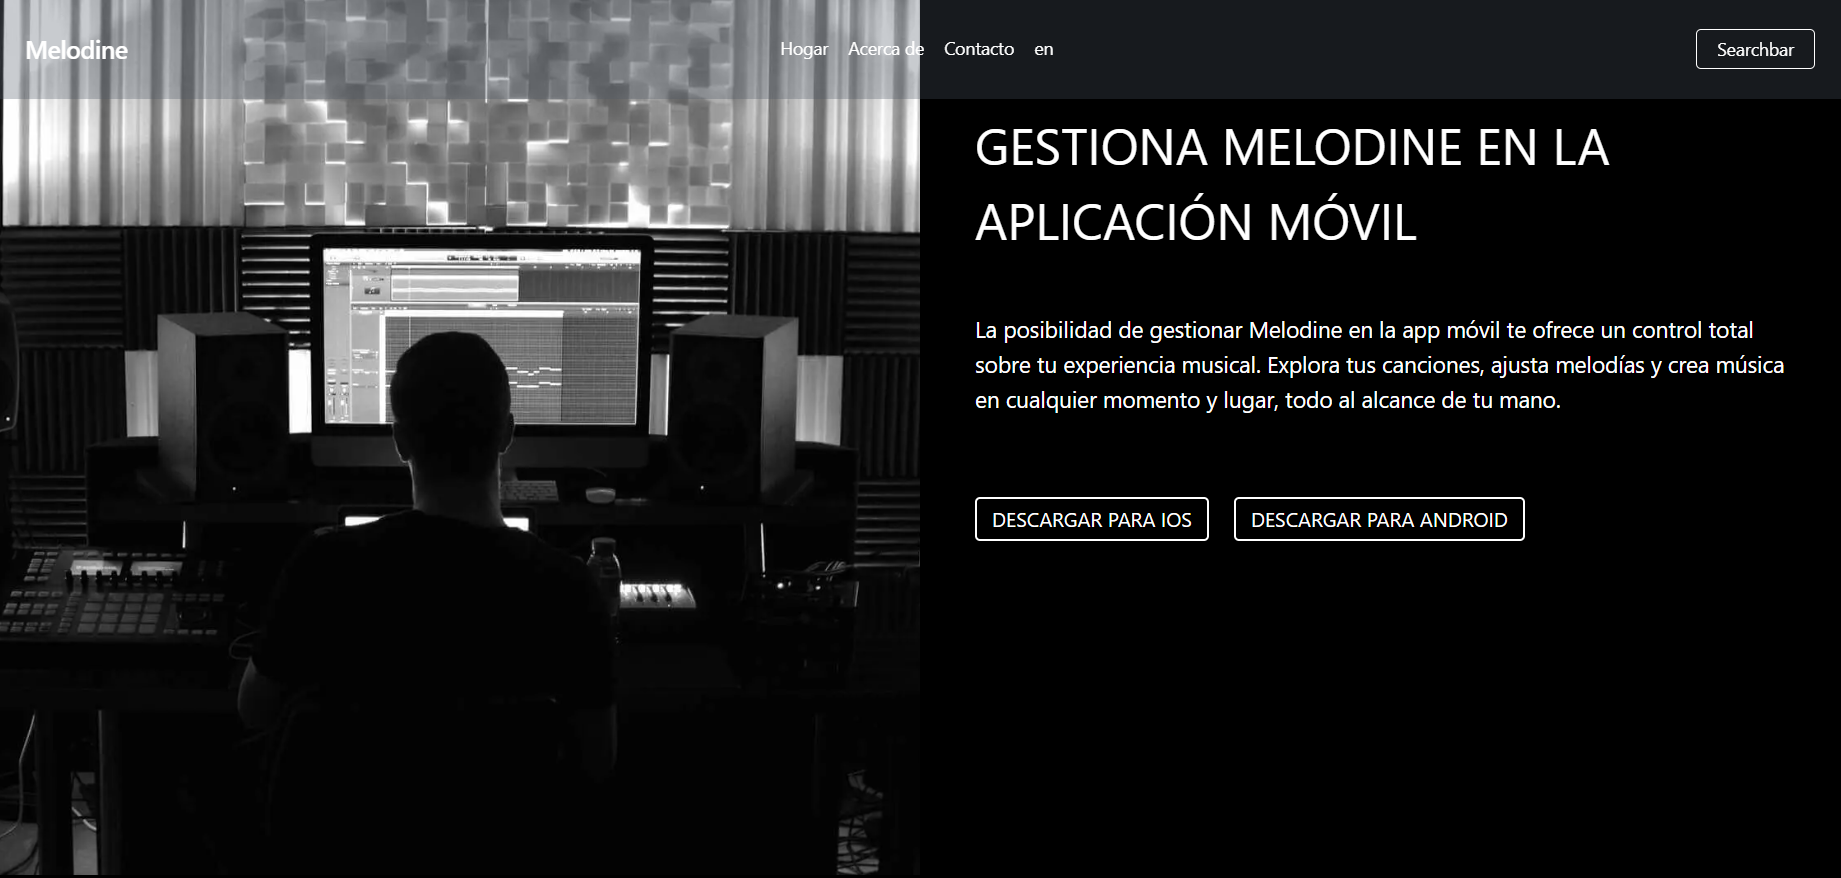 Melodine
Hogar Acerca de Contacto en
Searchbar
GESTIONA MELODINE EN LA
APLICACIÓN MÓVIL
La posibilidad de gestionar Melodine en la app móvil te ofrece un control total
sobre tu experiencia musical. Explora tus canciones, ajusta melodías y crea música
en cualquier momento y lugar, todo al alcance de tu mano.
DESCARGAR PARA IOS
DESCARGAR PARA ANDROID